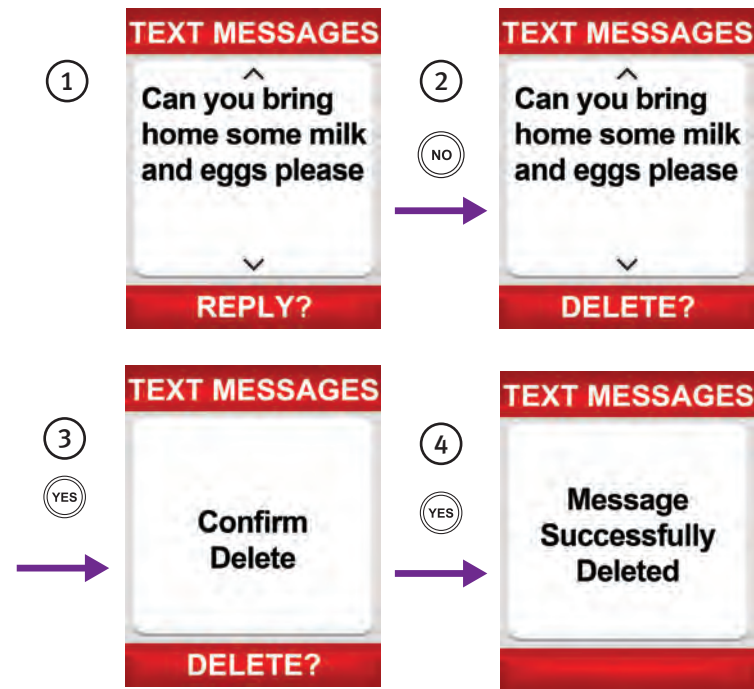 1
TEXT MESSAGES
Can you bring
home some milk
and eggs please
REPLY?
2
NO
TEXT MESSAGES
Can you bring
home some milk
and eggs please
DELETE?
3
YES
TEXT MESSAGES
Confirm
Delete
DELETE?
4
YES
TEXT MESSAGES
Message
Successfully
Deleted